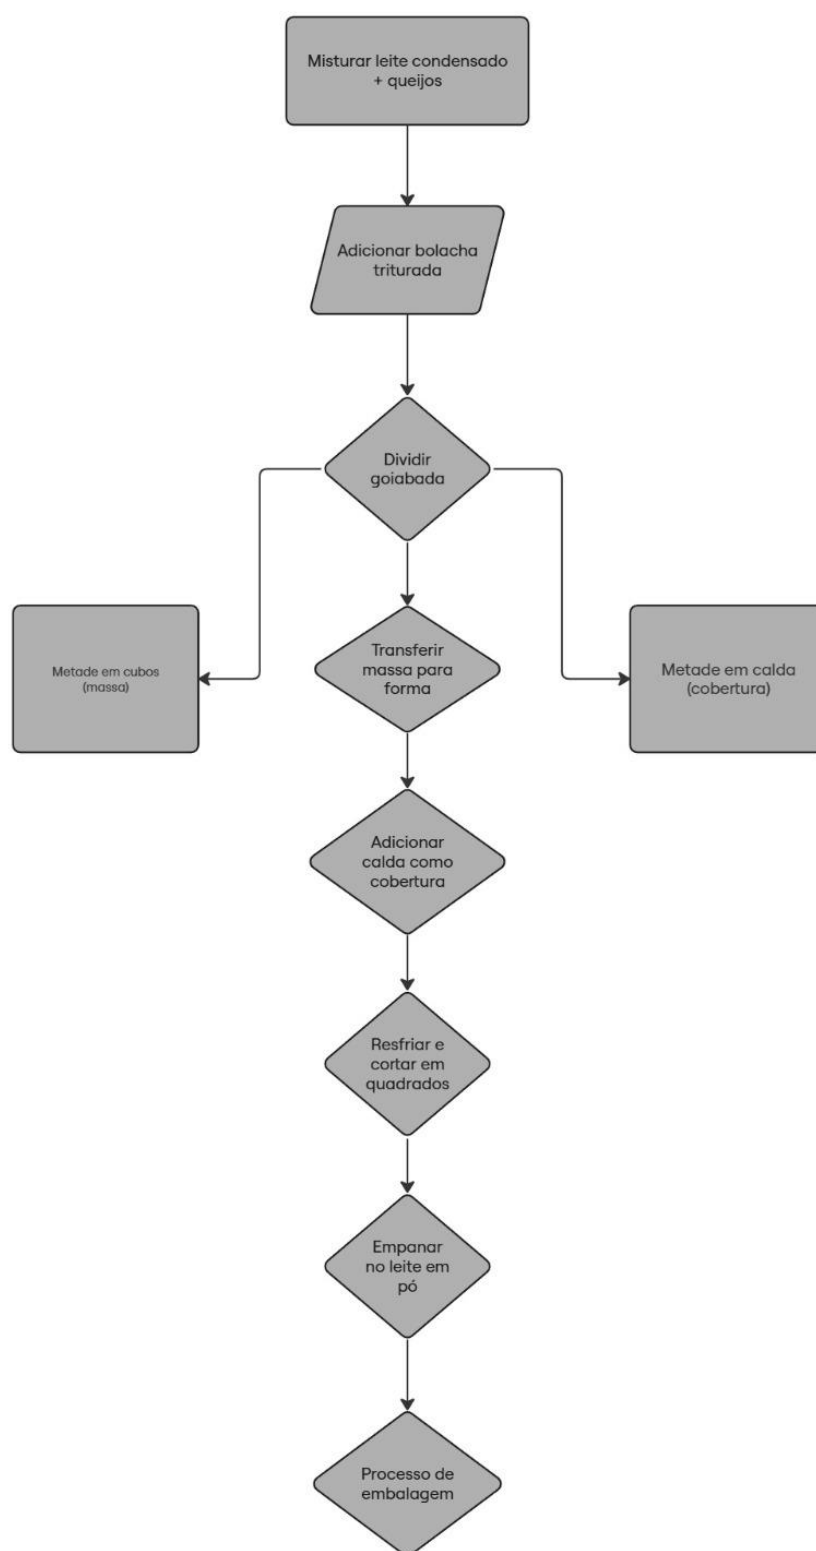 Misturar leite condensado
+ queijos
Adicionar bolacha
triturada
Dividir
goiabada
Metade em cubos
(massa)
Transferir
massa para
forma
Metade em calda
(cobertura)
Adicionar
calda como
cobertura
Resfriar e
cortar em
quadrados
Empanar
no leite em
pó
Processo de
embalagem